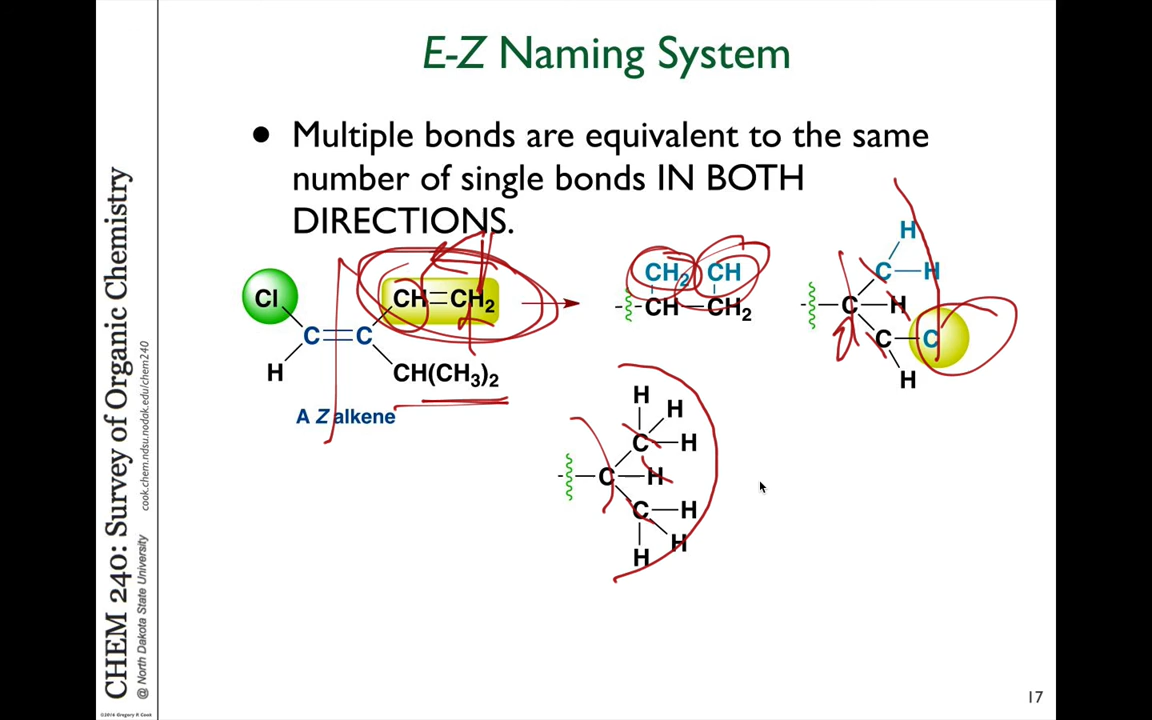 E-Z Naming System
● Multiple bonds are equivalent to the same
number of single bonds IN BOTH
DIRECTIONS.
Cl
CH=CH2
C=C
H
CH(CH3)2
A Z alkene
CH2 CH
CH—CH2
H
C—H
C—H
C—C
H
H H
C—H
C—H
C—H
H H
CHEM 240: Survey of Organic Chemistry
@ North Dakota State University cook.chem.ndsu.nodak.edu/chem240
©2016 Gregory R Cook
17